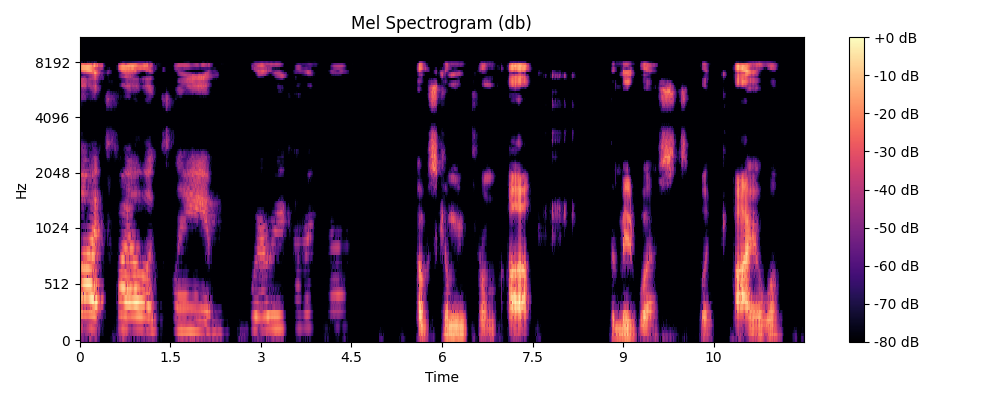 Mel Spectrogram (db)
Hz
8192
4096
2048
1024
512
0
0 1.5 3 4.5 6 7.5 9 10
Time
+0 dB
-10 dB
-20 dB
-30 dB
-40 dB
-50 dB
-60 dB
-70 dB
-80 dB